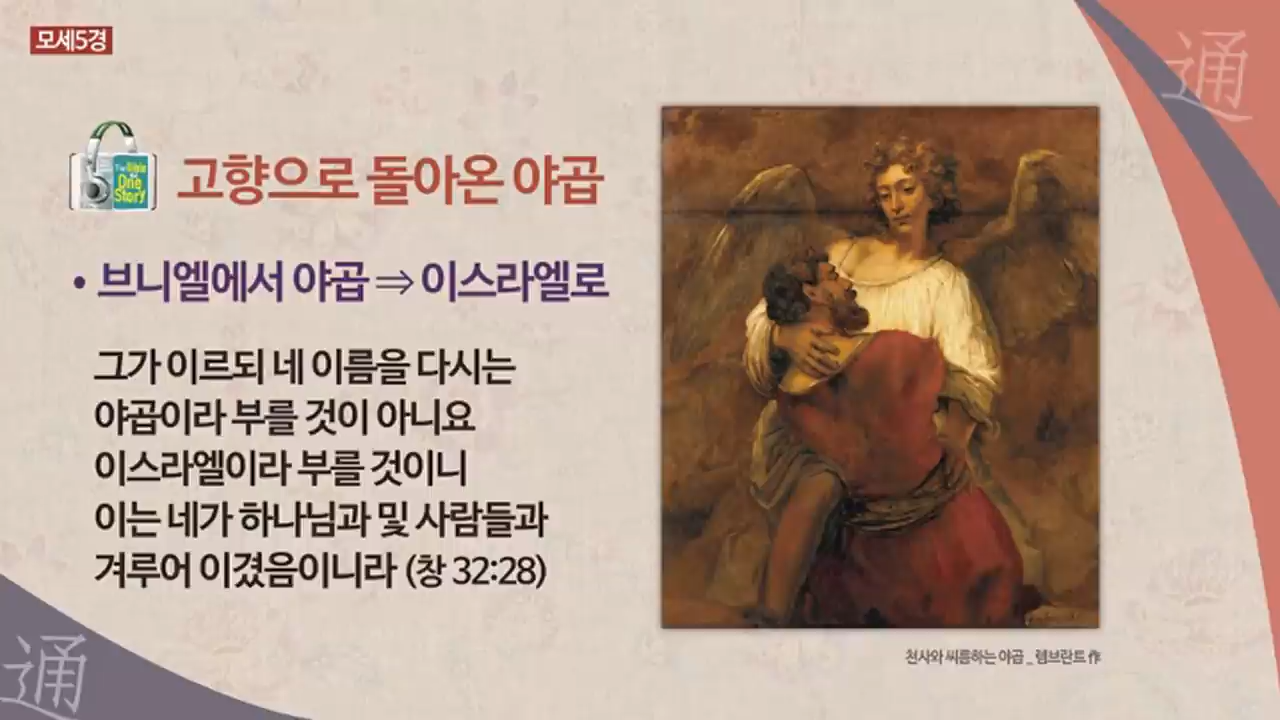 모세5경
通
The Bible
One
Story
고향으로 돌아온 야곱
• 브니엘에서 야곱 ⇒ 이스라엘로
그가 이르되 네 이름을 다시는
야곱이라 부를 것이 아니요
이스라엘이라 부를 것이니
이는 네가 하나님과 및 사람들과
겨루어 이겼음이니라 (창 32:28)
천사와 씨름하는 야곱 _ 렘브란트 作
通